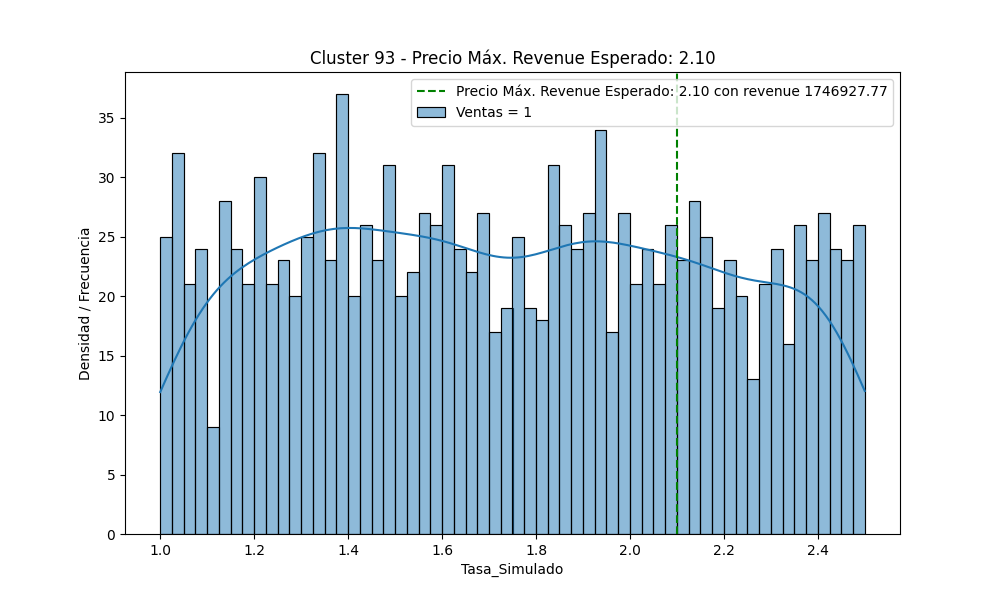 Cluster 93 - Precio Máx. Revenue Esperado: 2.10
Precio Máx. Revenue Esperado: 2.10 con revenue 1746927.77
Ventas = 1
Densidad / Frecuencia
35
30
25
20
15
10
5
0
1.0 1.2 1.4 1.6 1.8 2.0 2.2 2.4
Tasa_Simulado